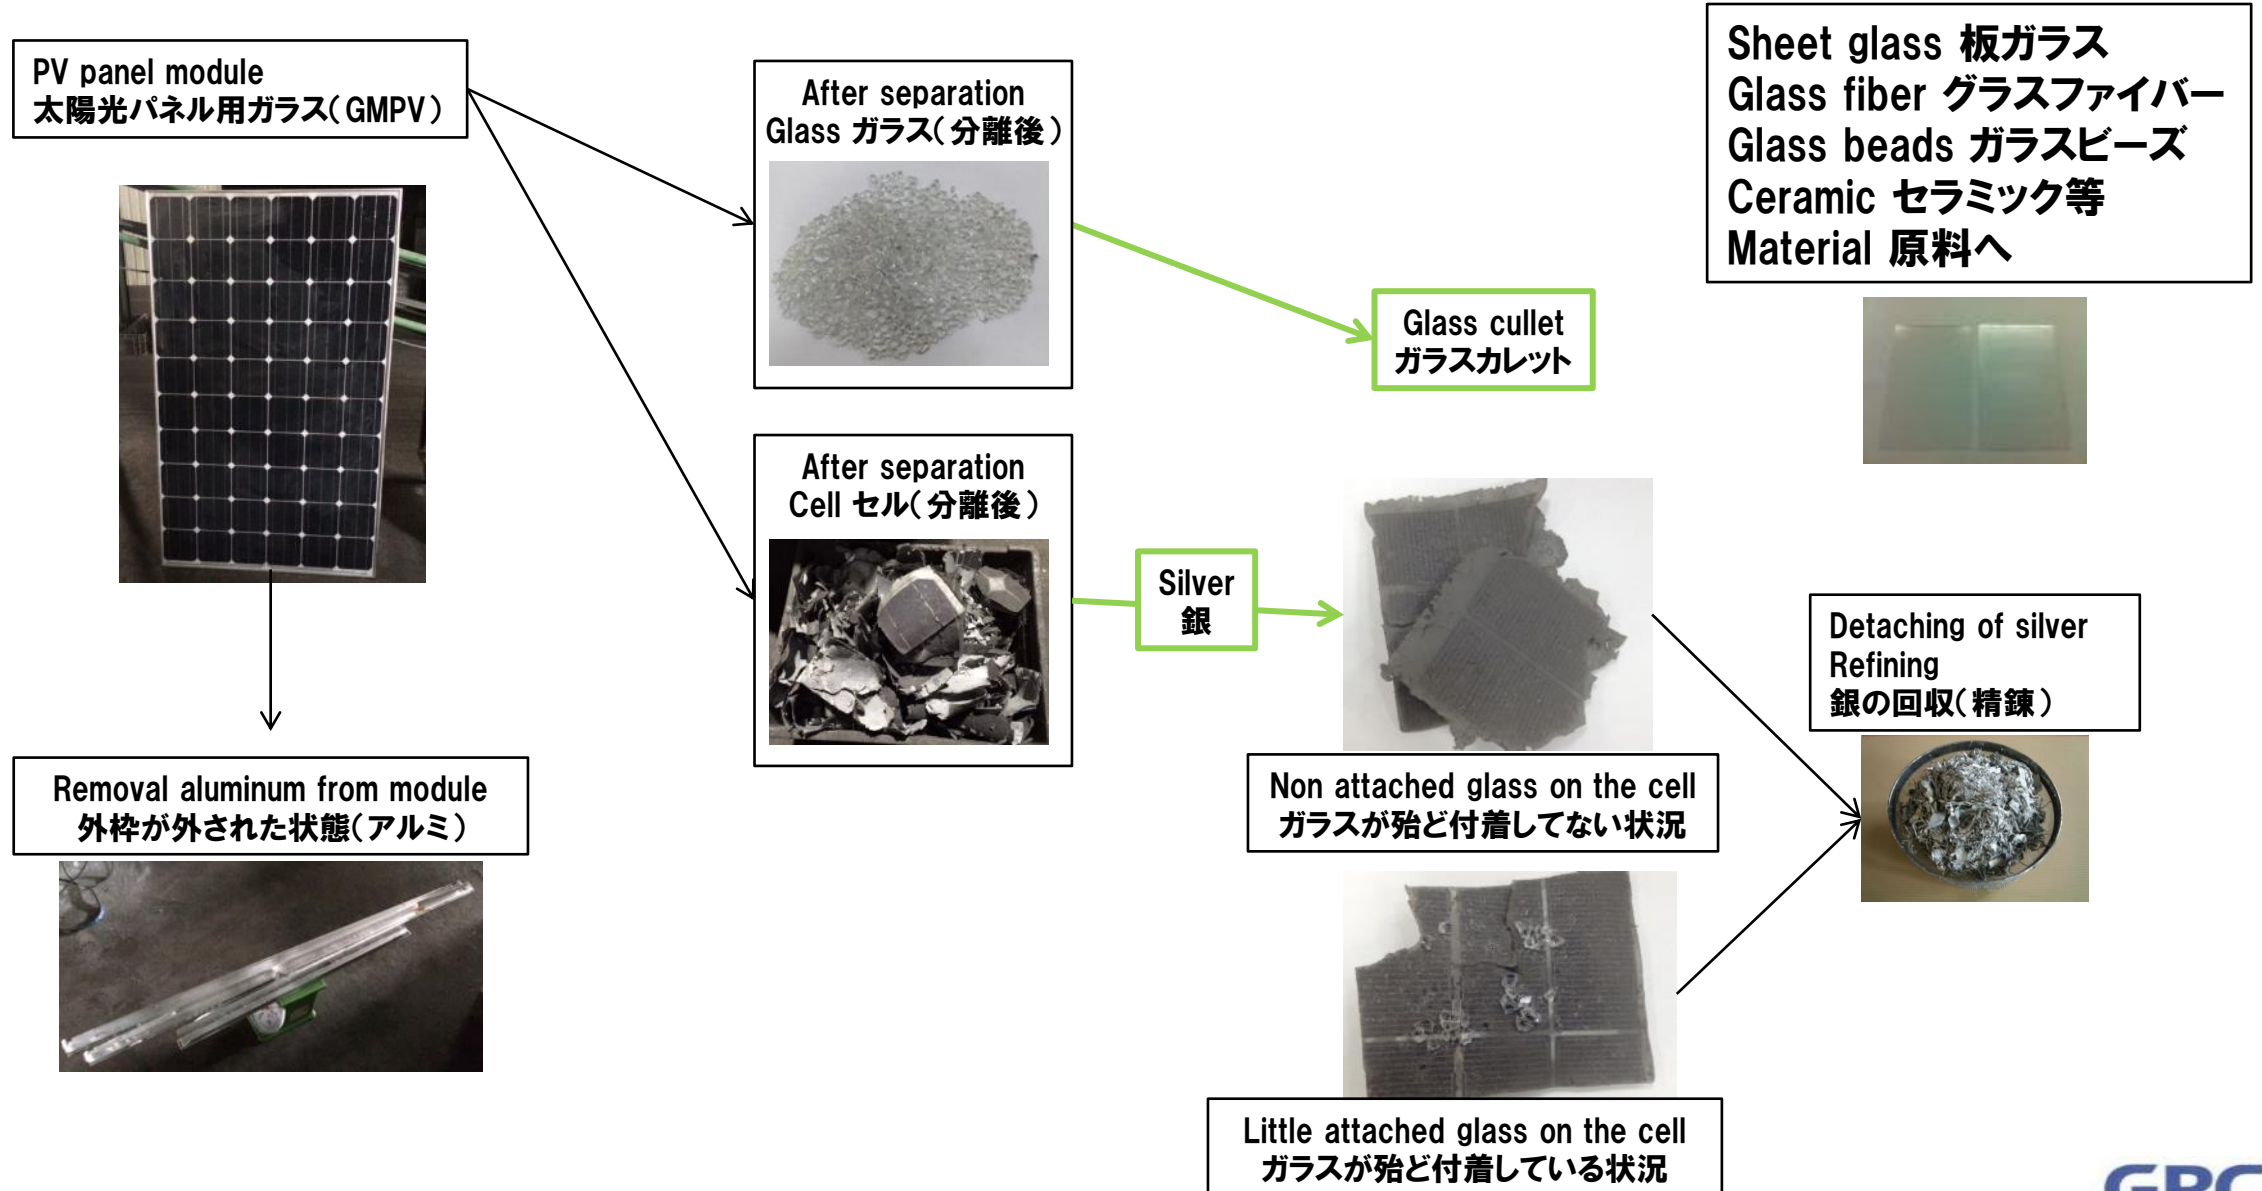 PV panel module
太陽光パネル用ガラス(GMPV)
After separation
Glass ガラス(分離後)
Sheet glass 板ガラス
Glass fiber グラスファイバー
Glass beads ガラスビーズ
Ceramic セラミック等
Material 原料へ
Glass cullet
ガラスカレット
After separation
Cell セル(分離後)
Silver
銀
Detaching of silver
Refining
銀の回収(精錬)
Removal aluminum from module
外枠が外された状態(アルミ)
Non attached glass on the cell
ガラスが殆ど付着してない状況
Little attached glass on the cell
ガラスが殆ど付着している状況